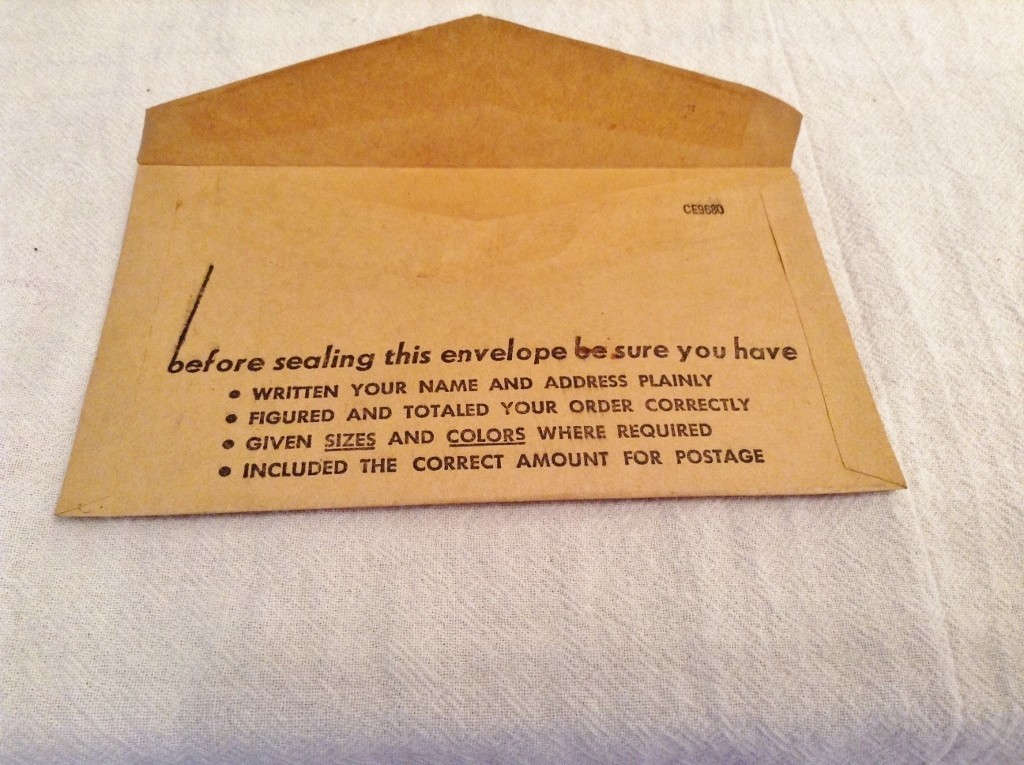 CE9680
before sealing this envelope be sure you have
• WRITTEN YOUR NAME AND ADDRESS PLAINLY
• FIGURED AND TOTALED YOUR ORDER CORRECTLY
• GIVEN SIZES AND COLORS WHERE REQUIRED
• INCLUDED THE CORRECT AMOUNT FOR POSTAGE